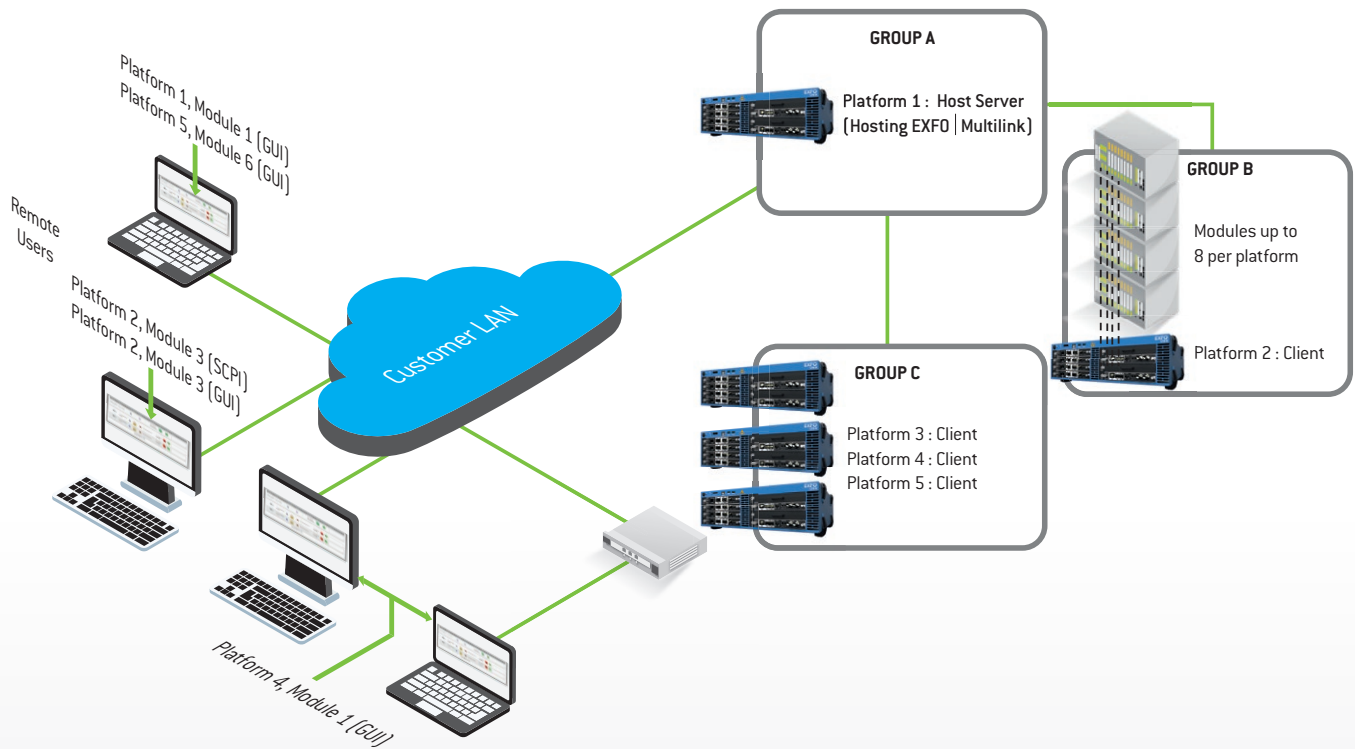 GROUP A
Platform 1 : Host Server
(Hosting EXFO | Multilink)
GROUP B
Modules up to
8 per platform
Platform 2 : Client
GROUP C
Platform 3 : Client
Platform 4 : Client
Platform 5 : Client
Customer LAN
Remote
Users
Platform 1, Module 1 (GUI)
Platform 5, Module 6 (GUI)
Platform 2, Module 3 (SCPI)
Platform 2, Module 3 (GUI)
Platform 4, Module 1 (GUI)